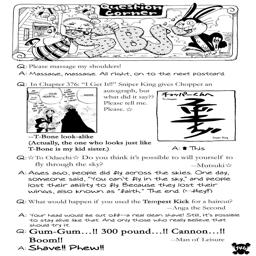 Fashion
Q: Please massage my shoulders!
A: Massage, massage. All right, on to the next postcard.
Q: In Chapter 376: "I Get It!!" Sniper King gives Chopper an
autograph, but
what did it say??
Please tell me.
Please. ☆
--T-Bone look-alike
(Actually, the one who looks just like
T-Bone is my kid sister.)
Sniper King
A: This
Q: ☆To Odacchi☆ Do you think it's possible to will yourself to
fly through the sky?
--Mutsuki☆
A: Ages ago, people did fly across the skies. One day,
someone said, "You can't fly in the sky," and people
lost their ability to fly. Because they lost their
wings, also known as "faith." The end. (←They?)
Q: What would happen if you used the Tempest Kick for a haircut?
--Anga the Second
A: Your head would be cut off--a real clean shave! Still, it's possible
to stay alive like that. And only those who really believe that
should try it.
Q: Gum-Gum...!! 300 pound...!! Cannon...!!
Boom!!
--Man of Leisure
A: Shave!! Phew!!